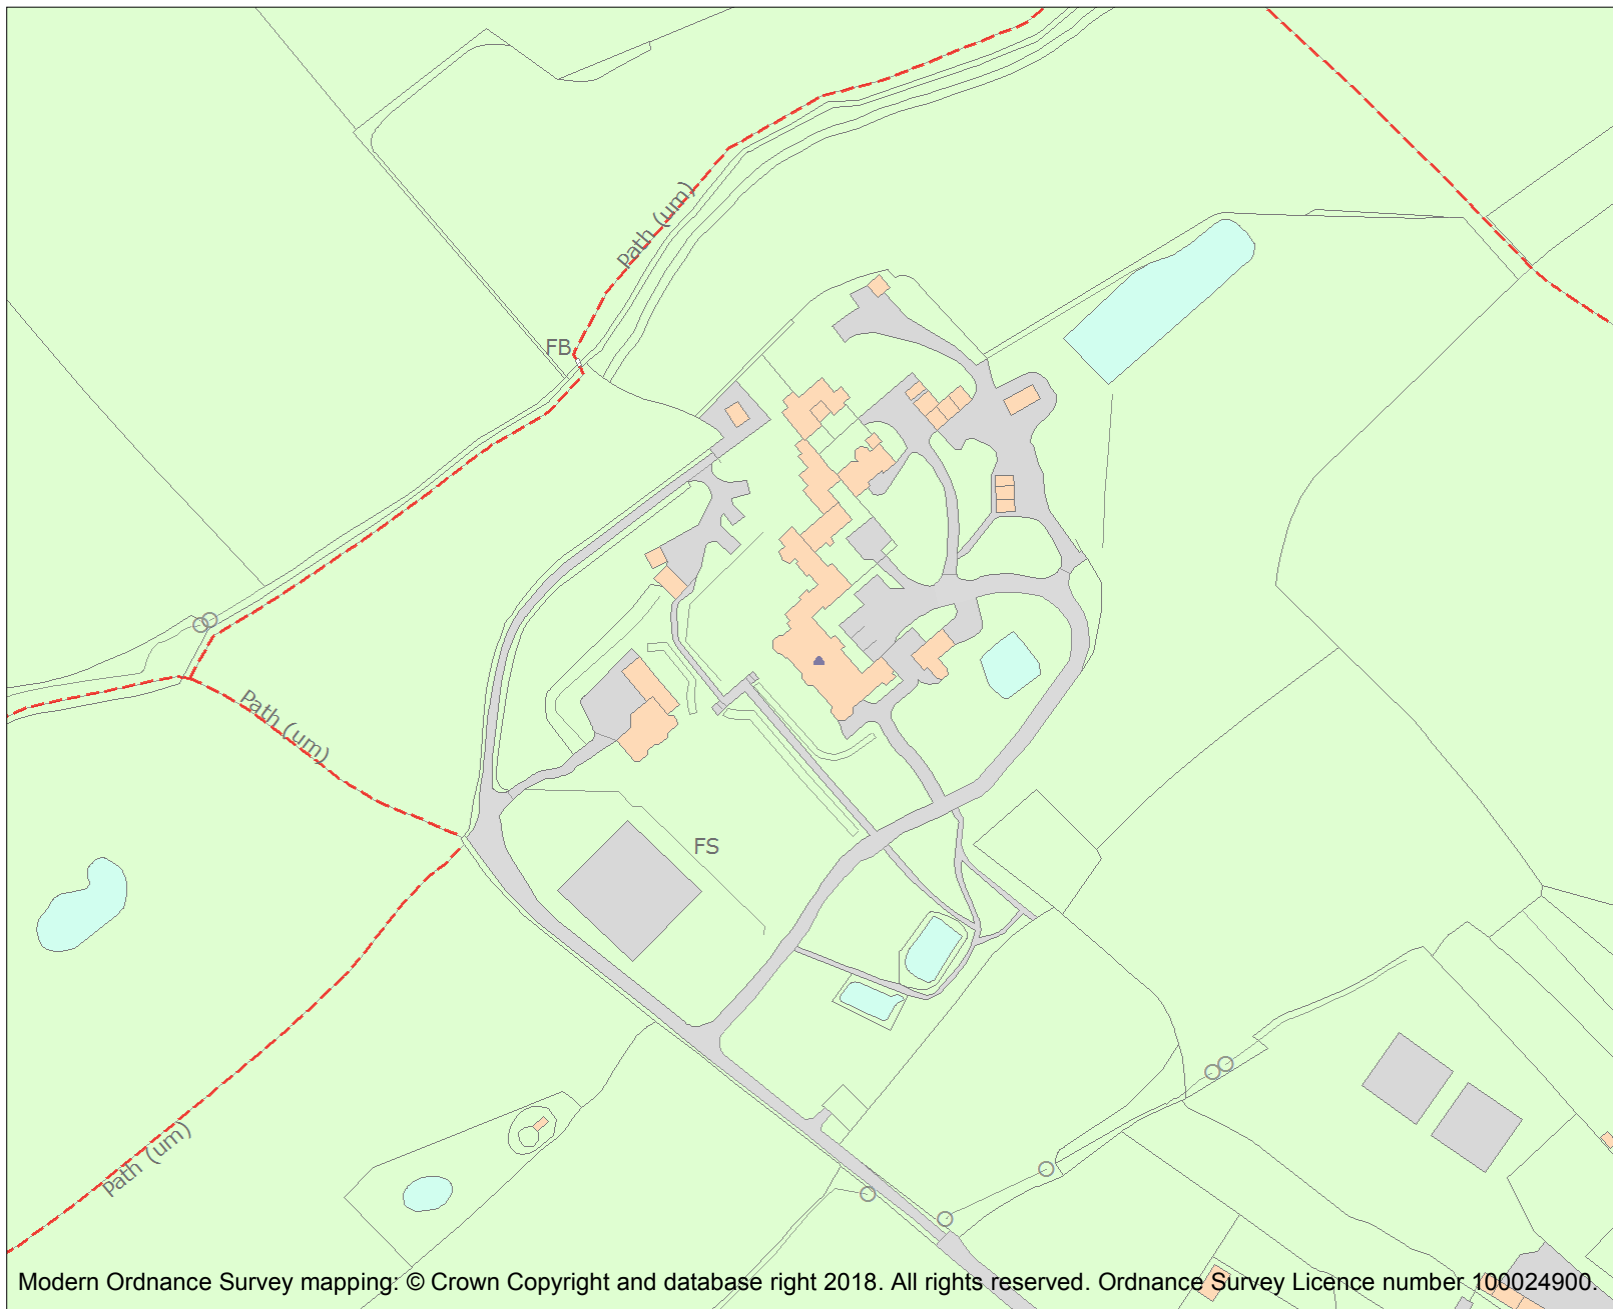 Path (um)
FB
Path (um)
FS
Path (um)
Modern Ordnance Survey mapping: © Crown Copyright and database right 2018. All rights reserved. Ordnance Survey Licence number 100024900.